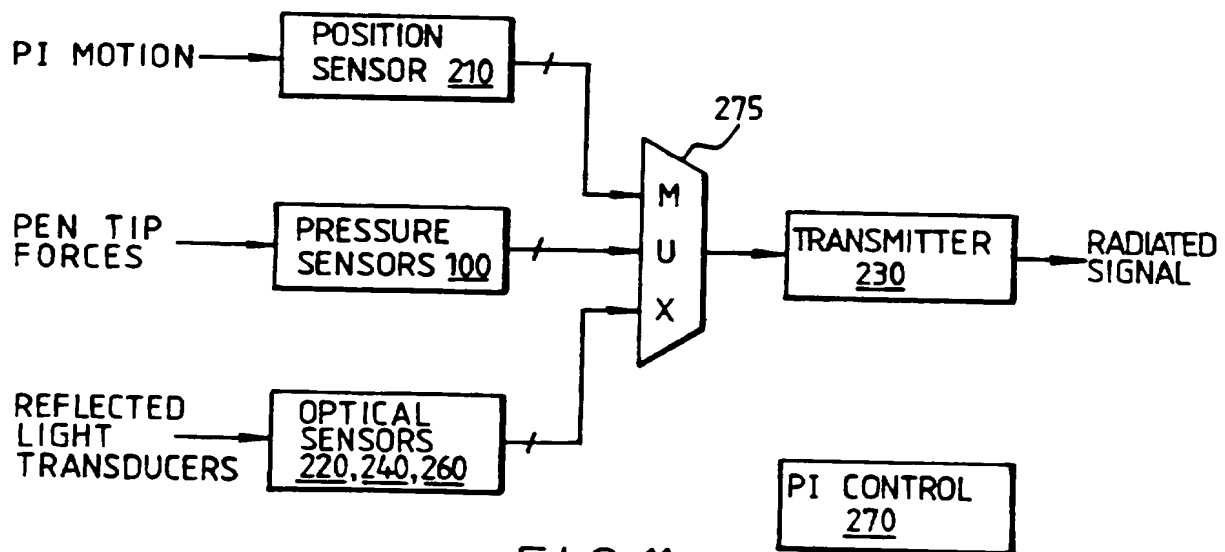 PI MOTION
POSITION
SENSOR 210
275
PEN TIP
FORCES
PRESSURE
SENSORS 100
M
U
X
TRANSMITTER
230
RADIATED
SIGNAL
REFLECTED
LIGHT
TRANSDUCERS
OPTICAL
SENSORS
220, 240, 260
PI CONTROL
270